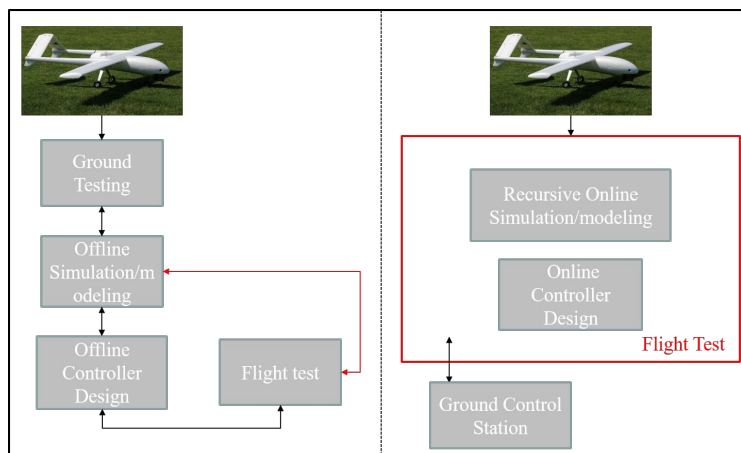 Ground
Testing
Offline
Simulation/m
odeling
Offline
Controller
Design
Flight test
Recursive Online
Simulation/modeling
Online
Controller
Design
Flight Test
Ground Control
Station